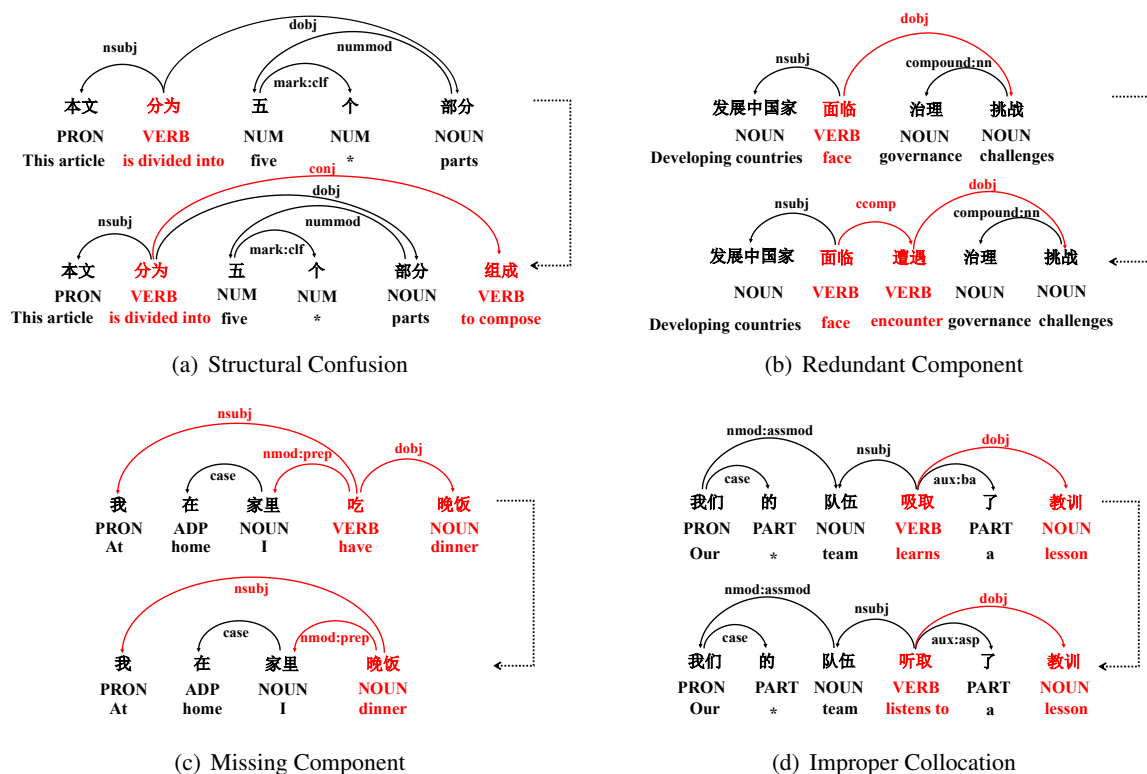 dobj
nsubj
nummod
mark:clf
本文 分为 五 个 部分
PRON VERB NUM NUM NOUN
This article is divided into five * parts
conj
dobj
nsubj
nummod
mark:clf
本文 分为 五 个 部分 组成
PRON VERB NUM NUM NOUN VERB
This article is divided into five * parts to compose
(a) Structural Confusion
dobj
nsubj compound:nn
发展中国家 面临 治理 挑战
NOUN VERB NOUN NOUN
Developing countries face governance challenges
dobj
nsubj ccomp
compound:nn
发展中国家 面临 遭遇 治理 挑战
NOUN VERB VERB NOUN NOUN
Developing countries face encounter governance challenges
(b) Redundant Component
nsubj
nmod:prep dobj
case
我 在 家里 吃 晚饭
PRON ADP NOUN VERB NOUN
At home I have dinner
nsubj
case nmod:prep
我 在 家里 晚饭
PRON ADP NOUN NOUN
At home I dinner
(c) Missing Component
nmod:assmod nsubj dobj
case aux:ba
我们 的 队伍 吸取 了 教训
PRON PART NOUN VERB PART NOUN
Our * team learns a lesson
nmod:assmod nsubj dobj
case aux:asp
我们 的 队伍 听取 了 教训
PRON PART NOUN VERB PART NOUN
Our * team listens to a lesson
(d) Improper Collocation